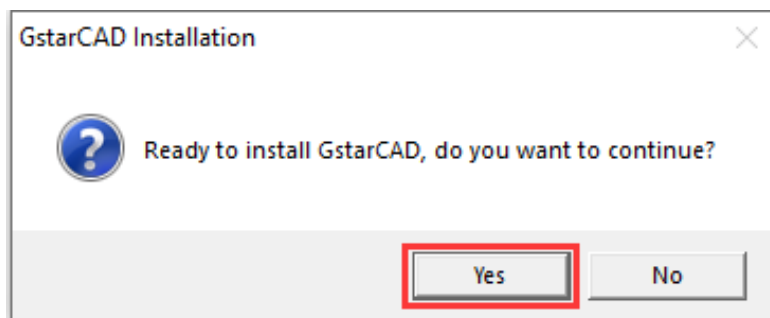 GstarCAD Installation
Ready to install GstarCAD, do you want to continue?
Yes No